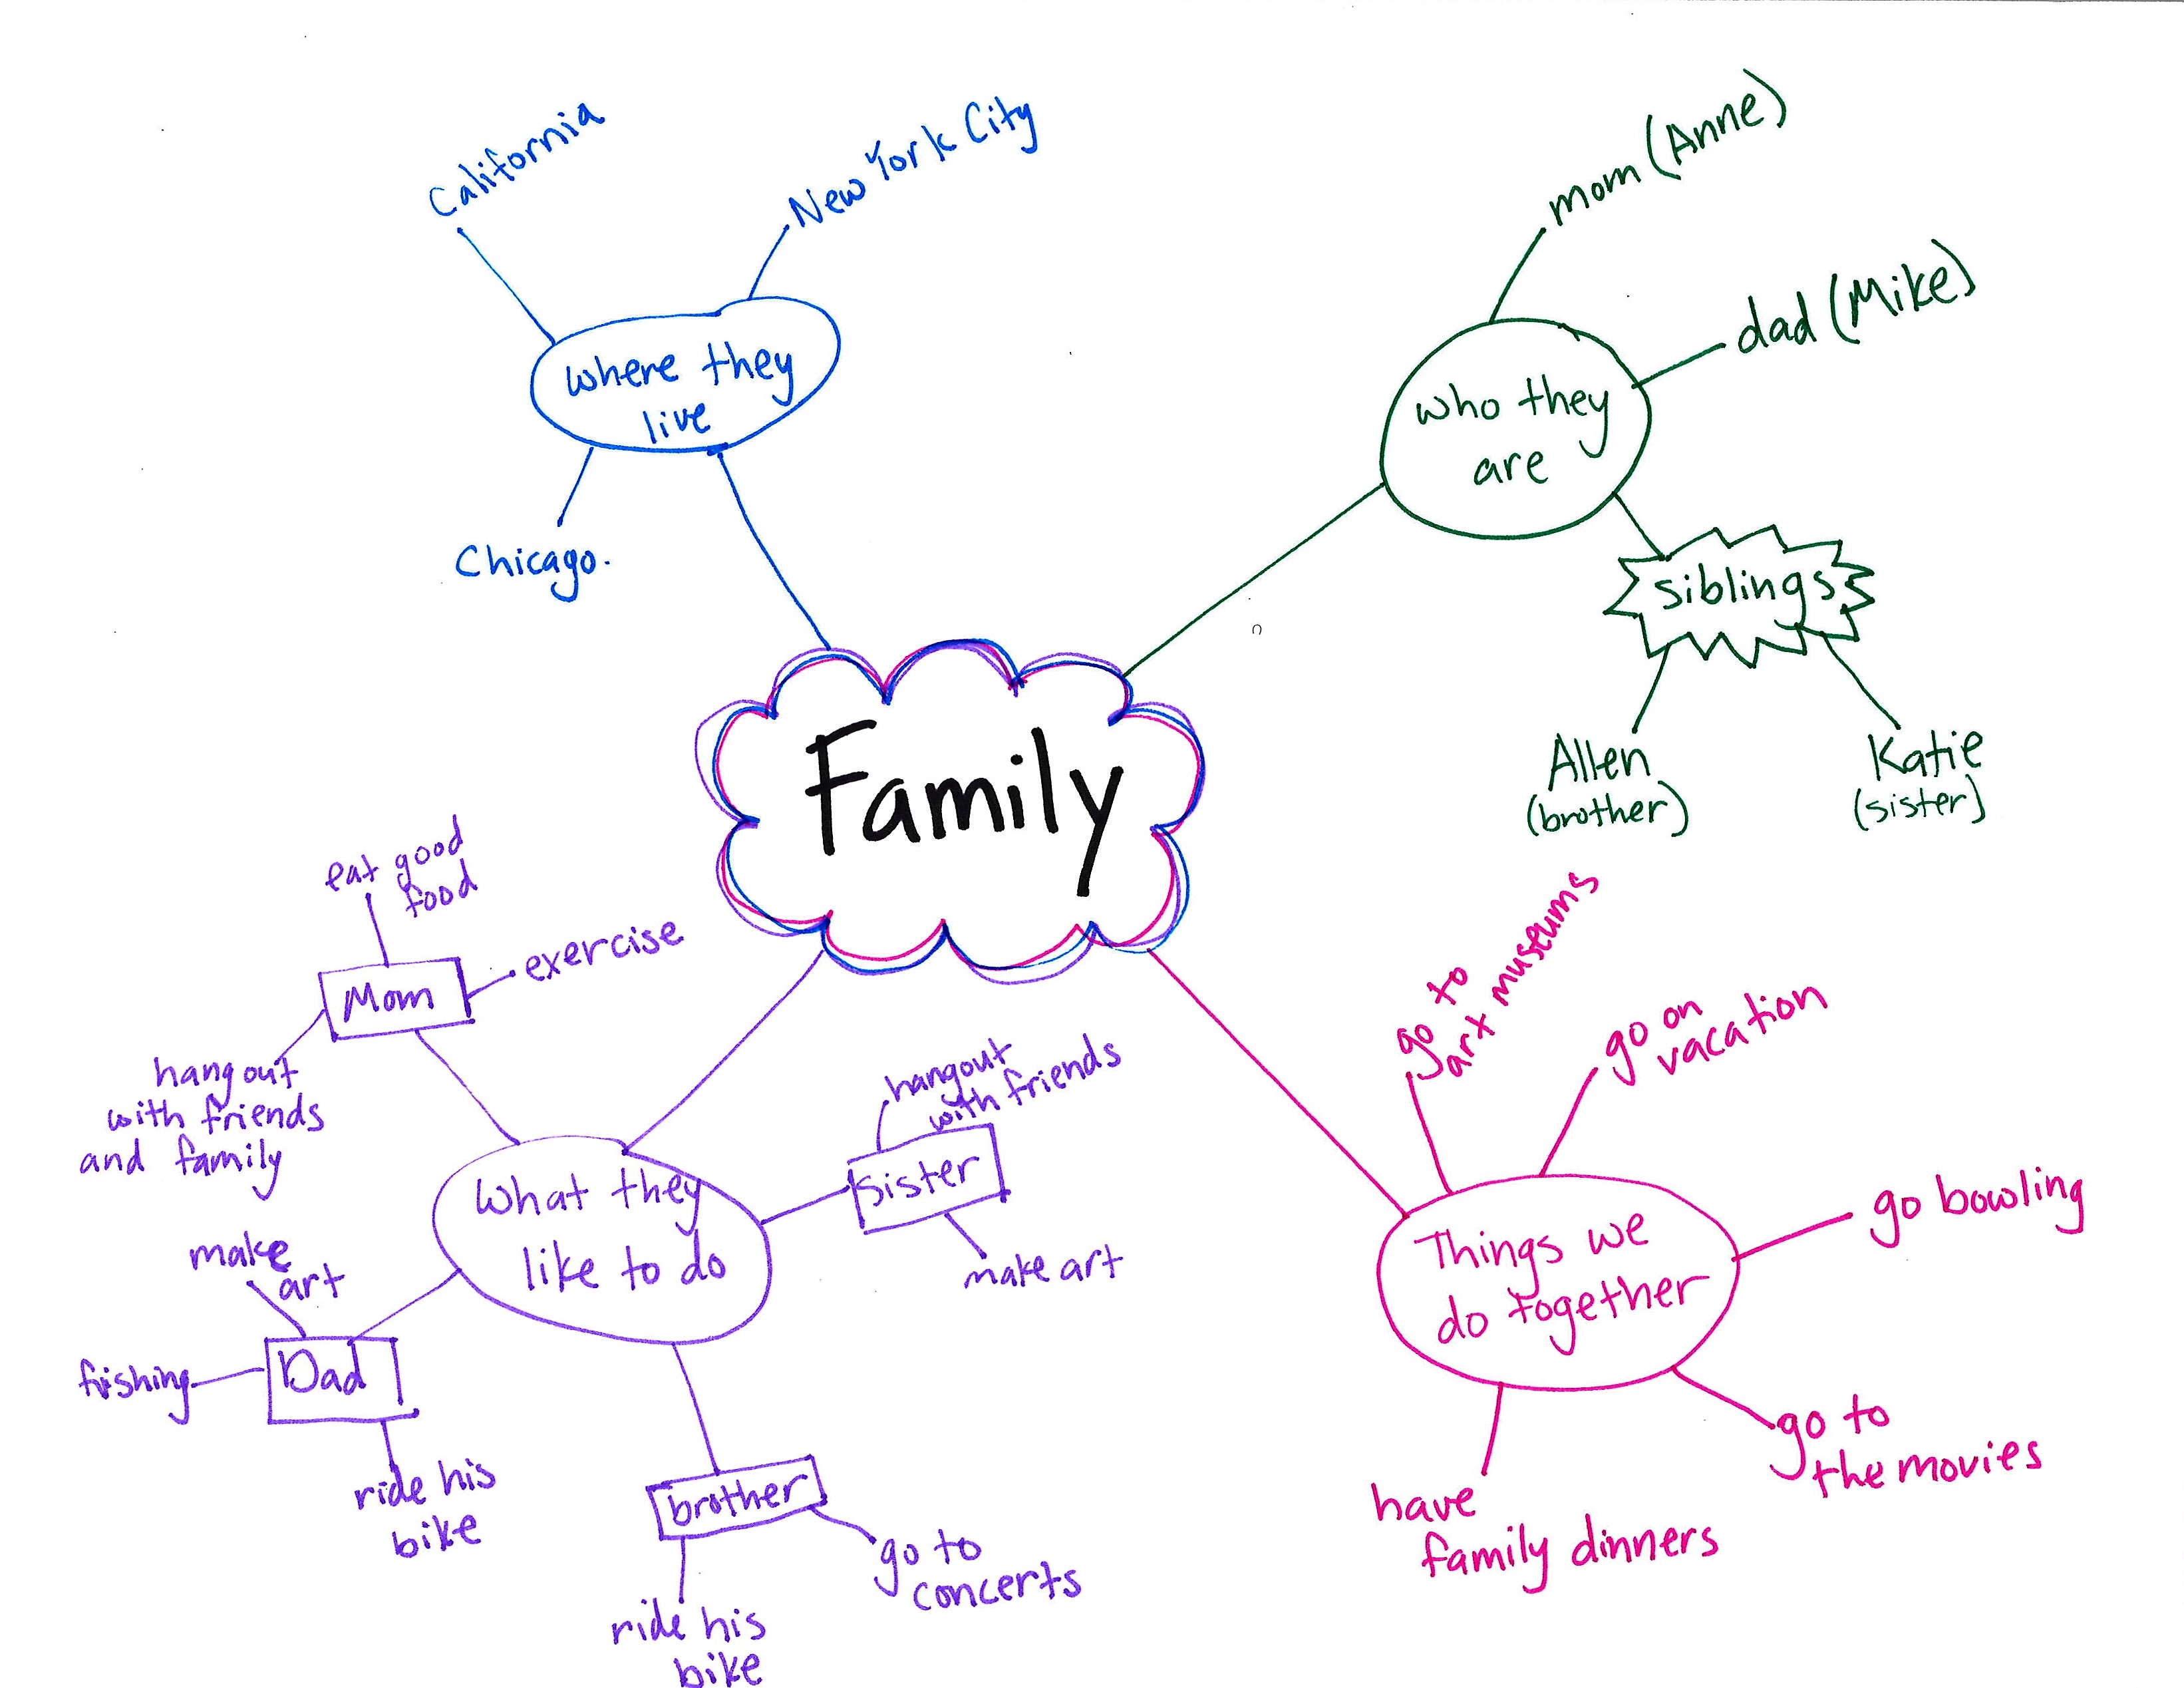 California
New York City
where they
live
Chicago.
mom (Anne)
dad (Mike)
who they
are
siblings
Allen
(brother)
Katie
(sister)
Family
eat good
food
exercise
Mom
hangout
with friends
and family
What they
like to do
hangout
with friends
sister
make art
make
art
fishing
Dad
ride his
bike
brother
go to
concerts
ride his
bike
go to
art museums
go on
vacation
go bowling
Things we
do together
go to
the movies
have
family dinners